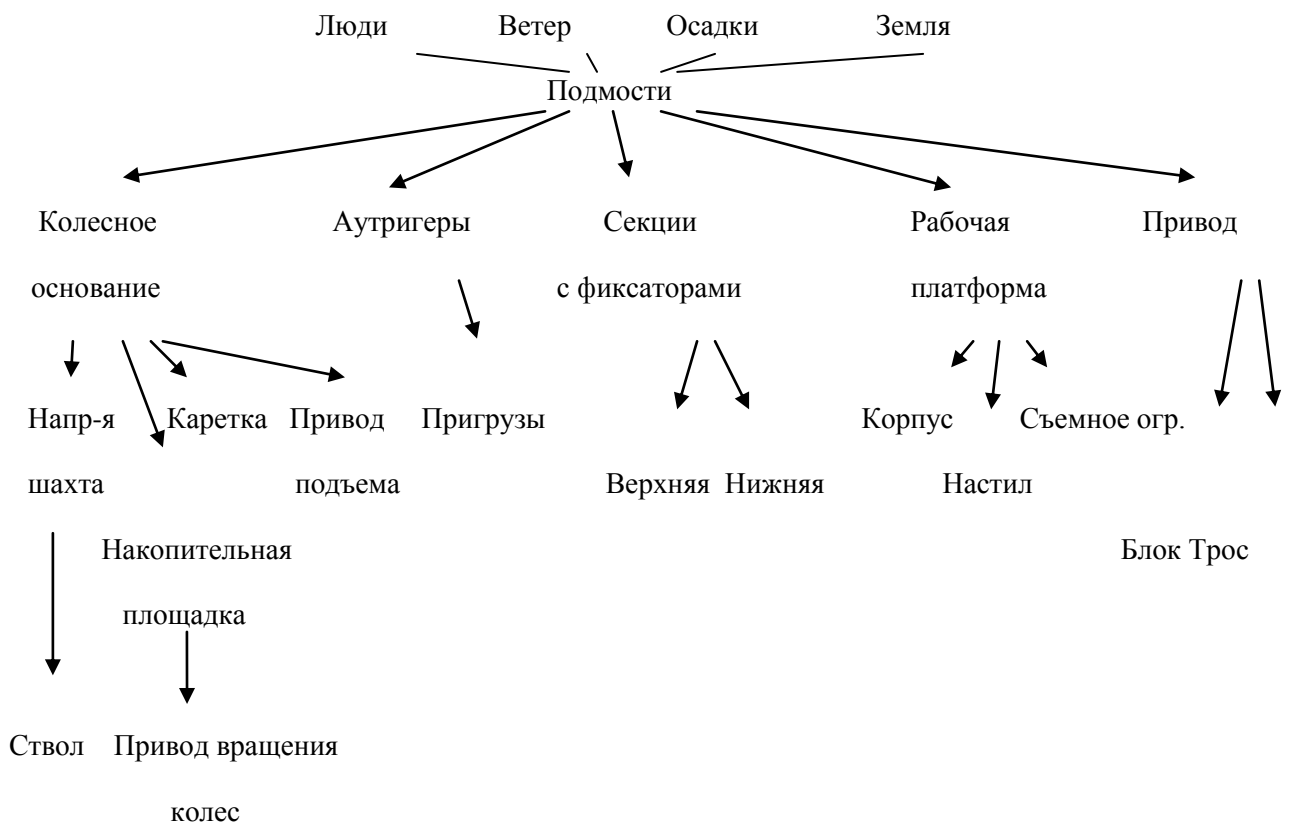 Люди Ветер Осадки Земля
Подмости
Колесное Аутригеры Секции Рабочая Привод
основание с фиксаторами платформа
Напр-я Каретка Привод Пригрузы Корпус Съемное огр.
шахта подъема Верхняя Нижняя Настил
Накопительная Блок Трос
площадка
Ствол Привод вращения
колес